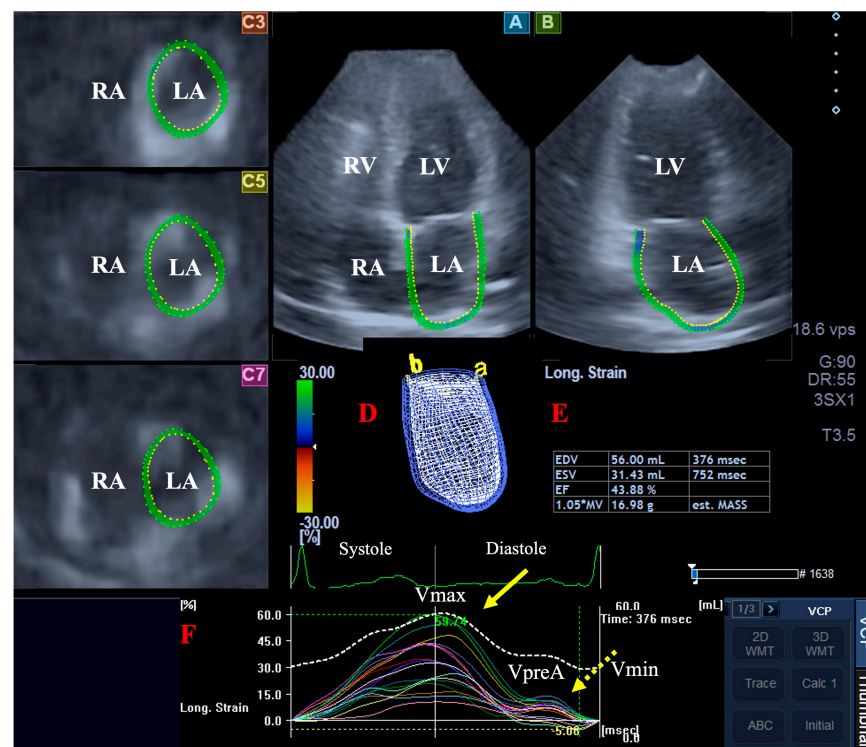 C3
RA
LA
C5
RA
LA
C7
RA
LA
A
RV
LV
RA
LA
B
LV
LA
18.6 vps
G:90
DR:55
3SX1
T3.5
30.00
-30.00
[%]
D
b
a
Long. Strain
E
EDV 56.00 mL 376 msec
ESV 31.43 mL 752 msec
EF 43.88 %
1.05*MV 16.98 g est. MASS
Systole
Diastole
# 1638
F
[%]
60.0
45.0
30.0
15.0
0.0
Long. Strain
Vmax
59.74
VpreA
Vmin
-5.06
60.0
[mL]
Time: 376 msec
[msec]
0.0
1/3
>
VCP
2D
WMT
3D
WMT
Trace
Calc 1
ABC
Initial
VCP